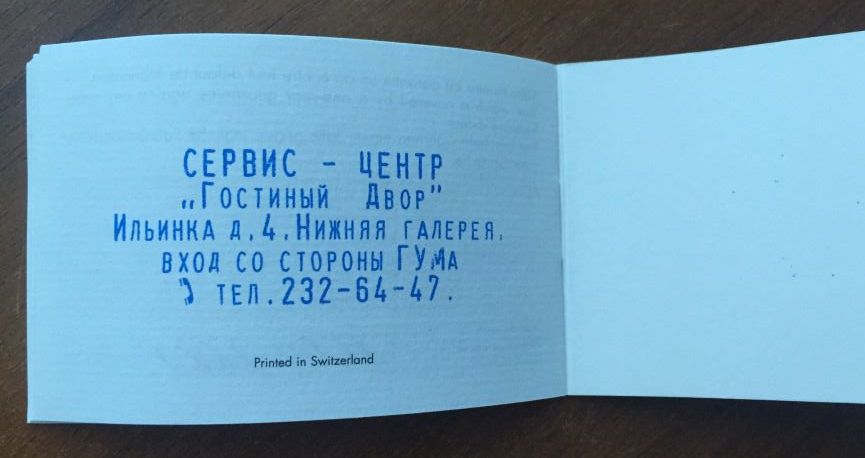 СЕРВИС - ЦЕНТР
„Гостиный Двор"
Ильинка д.4.Нижняя галерея,
вход со стороны ГУМа
тел.232-64-47.
Printed in Switzerland